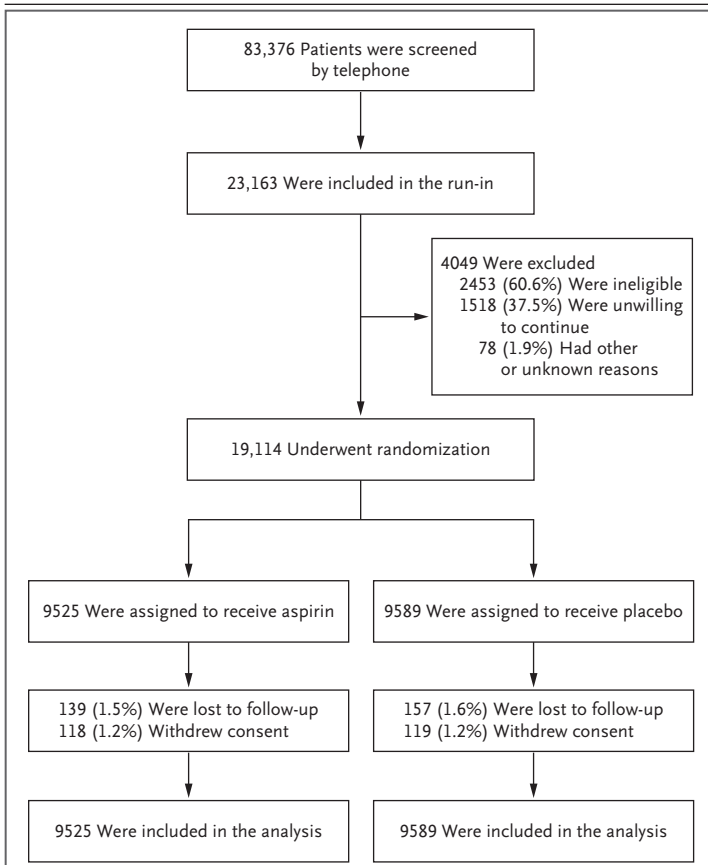 83,376 Patients were screened
by telephone
23,163 Were included in the run-in
4049 Were excluded
2453 (60.6%) Were ineligible
1518 (37.5%) Were unwilling
to continue
78 (1.9%) Had other
or unknown reasons
19,114 Underwent randomization
9525 Were assigned to receive aspirin
9589 Were assigned to receive placebo
139 (1.5%) Were lost to follow-up
118 (1.2%) Withdrew consent
157 (1.6%) Were lost to follow-up
119 (1.2%) Withdrew consent
9525 Were included in the analysis
9589 Were included in the analysis